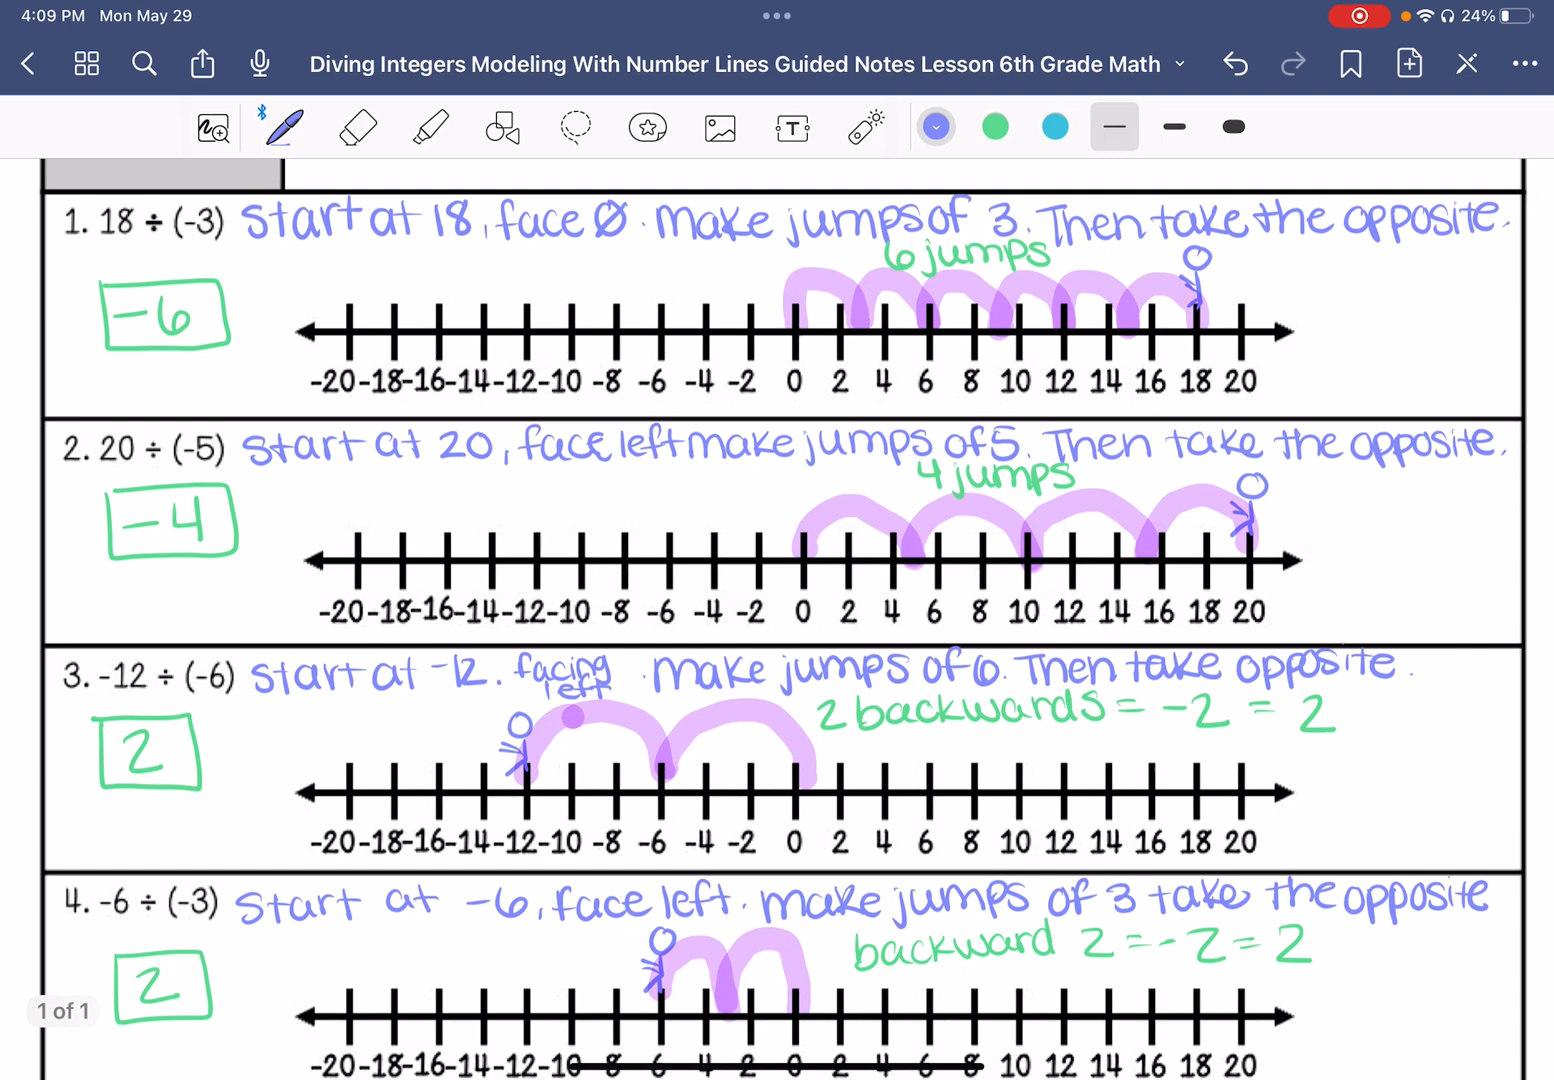 4:09 PM Mon May 29
24%
Diving Integers Modeling With Number Lines Guided Notes Lesson 6th Grade Math
T
1. 18 ÷ (-3) Start at 18, face 0. Make jumps of 3. Then take the opposite.
6 jumps
-6
-20 -18 -16 -14 -12 -10 -8 -6 -4 -2 0 2 4 6 8 10 12 14 16 18 20
2. 20 ÷ (-5) Start at 20, face left make jumps of 5. Then take the opposite.
4 jumps
-4
-20 -18 -16 -14 -12 -10 -8 -6 -4 -2 0 2 4 6 8 10 12 14 16 18 20
3. -12 ÷ (-6) Start at -12. facing left. Make jumps of 6. Then take opposite.
2 backwards = -2 = 2
2
-20 -18 -16 -14 -12 -10 -8 -6 -4 -2 0 2 4 6 8 10 12 14 16 18 20
4. -6 ÷ (-3) Start at -6, face left. Make jumps of 3 take the opposite
backward 2 = -2 = 2
2
1 of 1
-20 -18 -16 -14 -12 -10 -8 -6 -4 -2 0 2 4 6 8 10 12 14 16 18 20